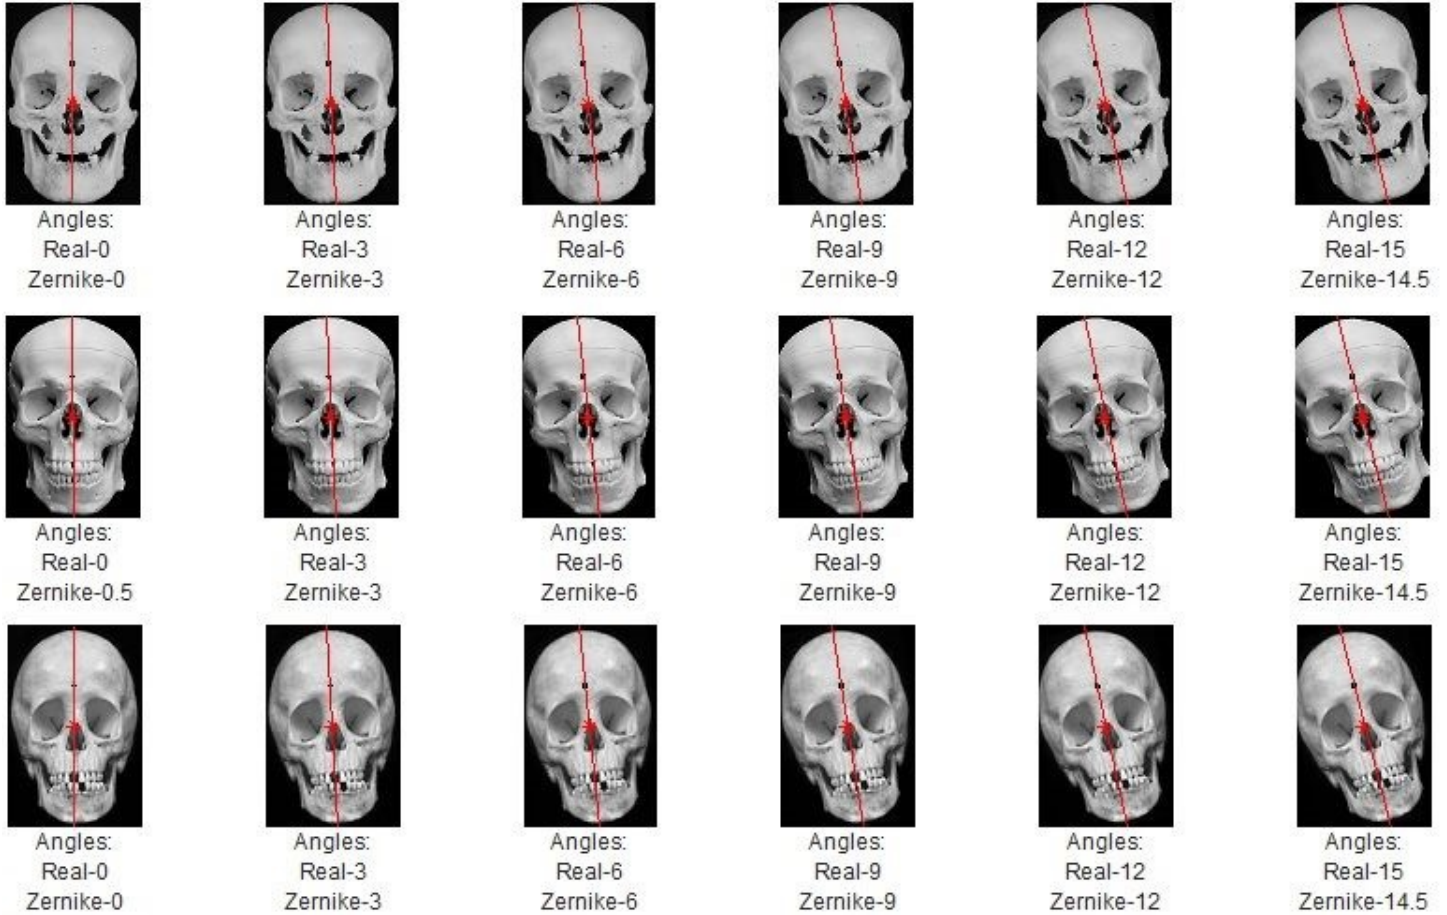 Angles: Angles: Angles: Angles: Angles: Angles:
Real-0 Real-3 Real-6 Real-9 Real-12 Real-15
Zernike-0 Zernike-3 Zernike-6 Zernike-9 Zernike-12 Zernike-14.5
Angles: Angles: Angles: Angles: Angles: Angles:
Real-0 Real-3 Real-6 Real-9 Real-12 Real-15
Zernike-0.5 Zernike-3 Zernike-6 Zernike-9 Zernike-12 Zernike-14.5
Angles: Angles: Angles: Angles: Angles: Angles:
Real-0 Real-3 Real-6 Real-9 Real-12 Real-15
Zernike-0 Zernike-3 Zernike-6 Zernike-9 Zernike-12 Zernike-14.5